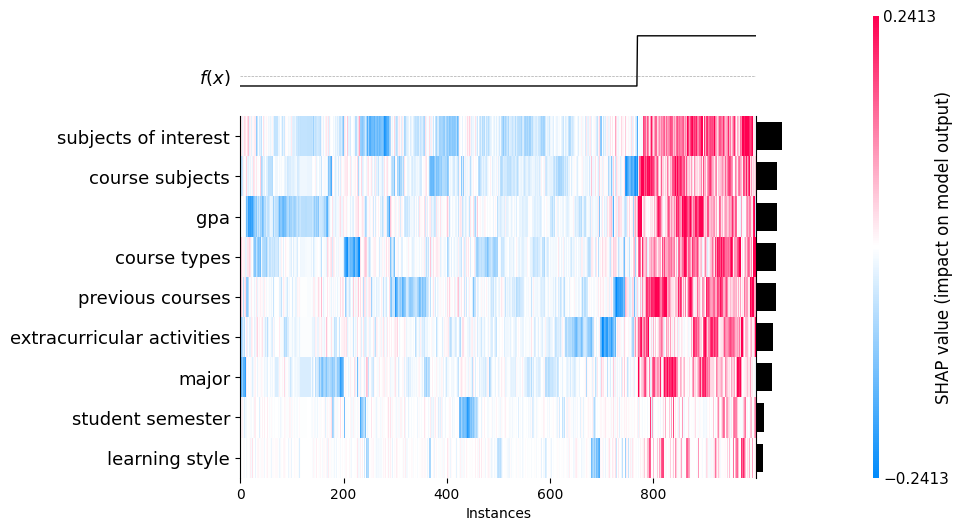 0.2413
f(x)
subjects of interest
course subjects
gpa
course types
previous courses
extracurricular activities
major
student semester
learning style
0 200 400 600 800
Instances
−0.2413
SHAP value (impact on model output)